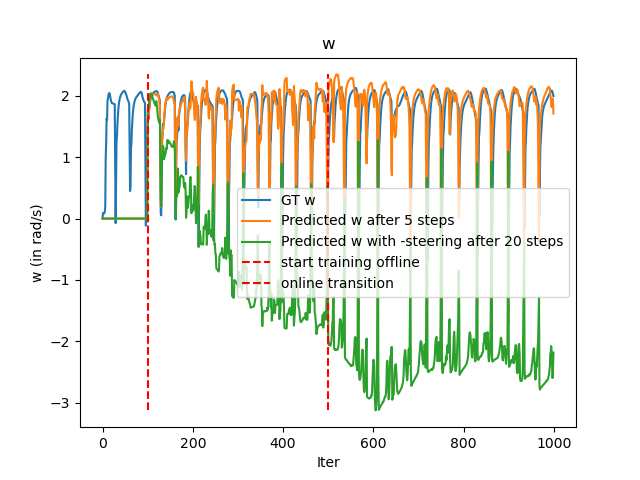 w
2
1
0
−1
−2
−3
w (in rad/s)
GT w
Predicted w after 5 steps
Predicted w with -steering after 20 steps
start training offline
online transition
0 200 400 600 800 1000
Iter